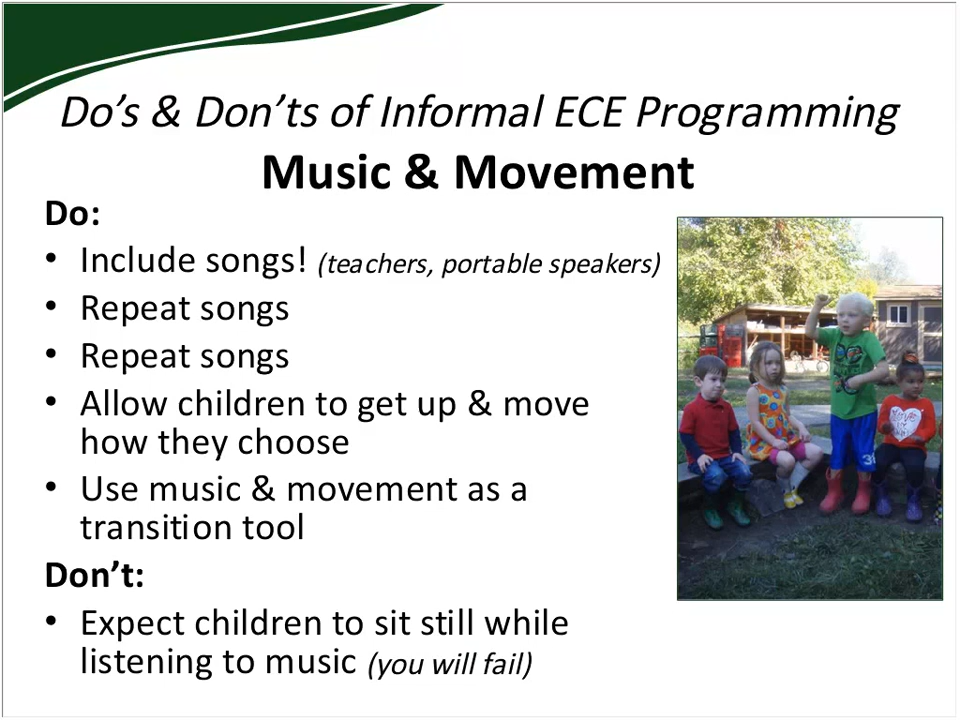 Do's & Don'ts of Informal ECE Programming
Music & Movement
Do:
• Include songs! (teachers, portable speakers)
• Repeat songs
• Repeat songs
• Allow children to get up & move
how they choose
• Use music & movement as a
transition tool
Don't:
• Expect children to sit still while
listening to music (you will fail)